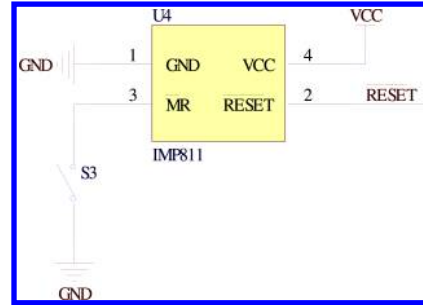 U4
VCC
1
4
GND
GND
VCC
3
2
MR
RESET
RESET
IMP811
S3
GND